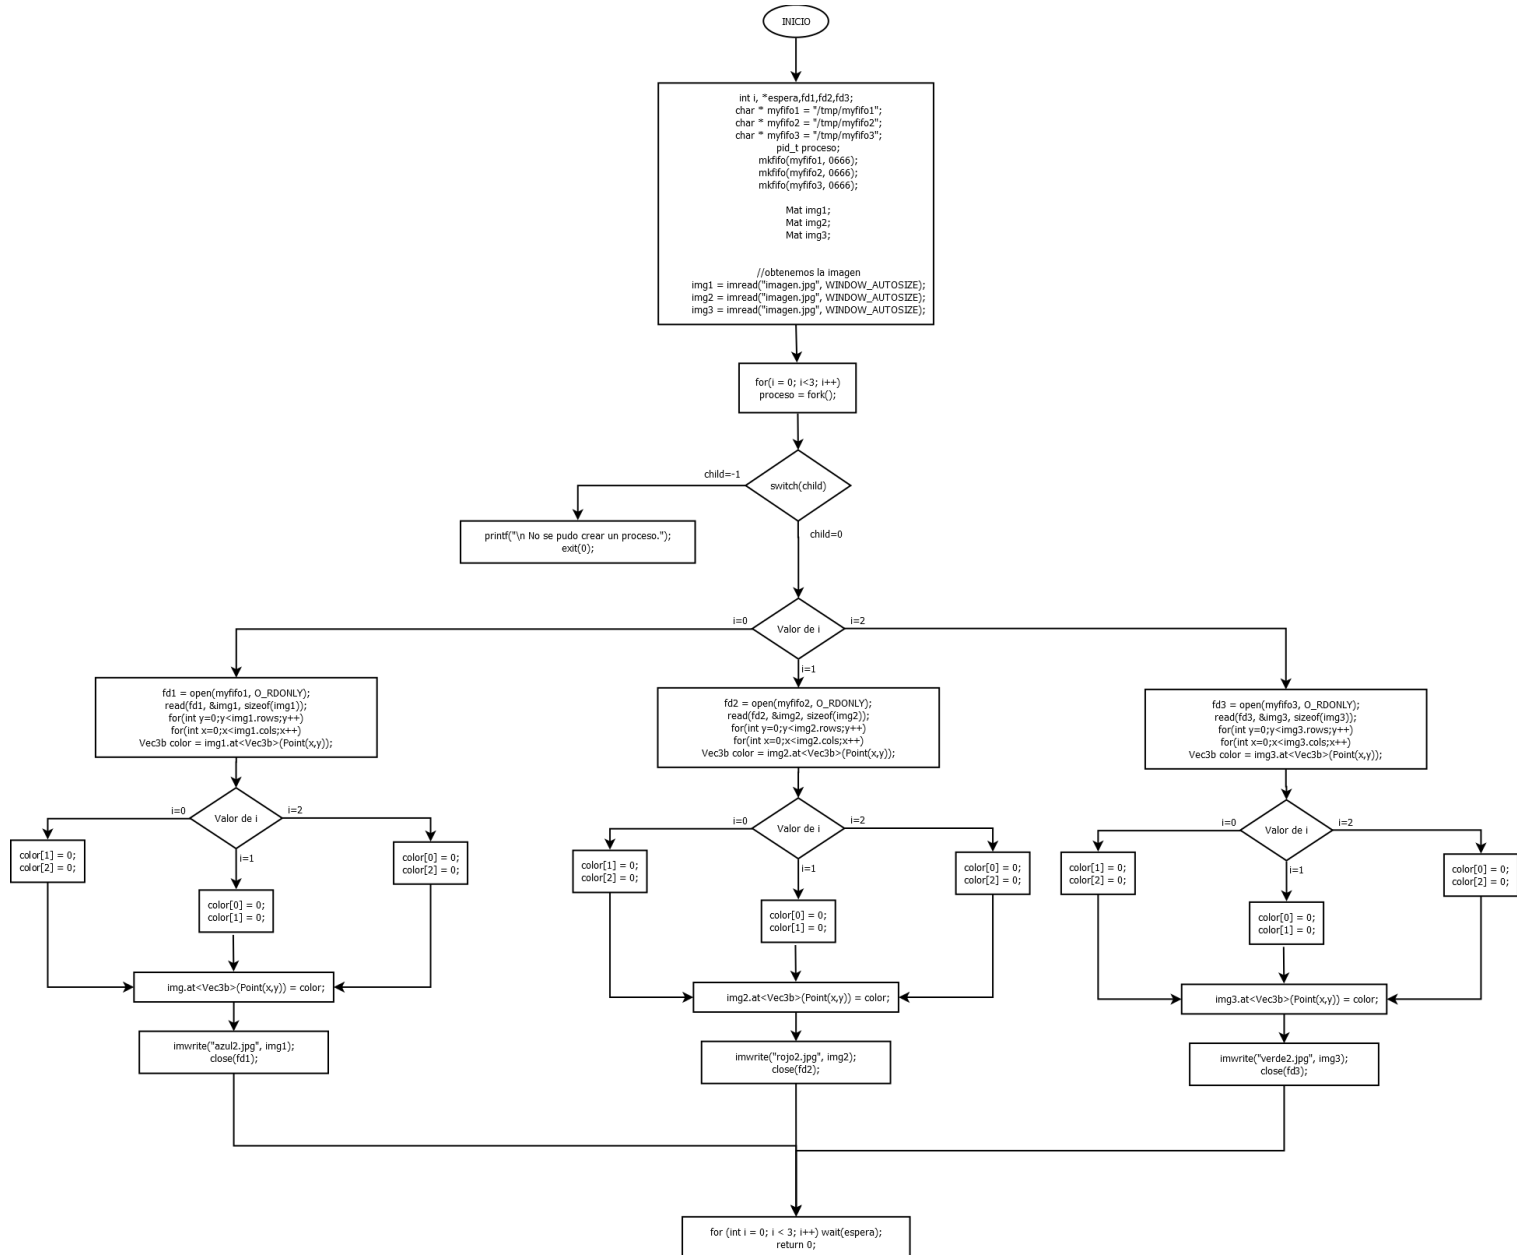 INICIO
int i, *espera,fd1,fd2,fd3;
char * myfifo1 = "/tmp/myfifo1";
char * myfifo2 = "/tmp/myfifo2";
char * myfifo3 = "/tmp/myfifo3";
pid_t proceso;
mkfifo(myfifo1, 0666);
mkfifo(myfifo2, 0666);
mkfifo(myfifo3, 0666);
Mat img1;
Mat img2;
Mat img3;
//obtenemos la imagen
img1 = imread("imagen.jpg", WINDOW_AUTOSIZE);
img2 = imread("imagen.jpg", WINDOW_AUTOSIZE);
img3 = imread("imagen.jpg", WINDOW_AUTOSIZE);
for(i = 0; i<3; i++)
proceso = fork();
switch(child)
child=-1
printf("\n No se pudo crear un proceso.");
exit(0);
child=0
Valor de i
i=0
i=1
i=2
fd1 = open(myfifo1, O_RDONLY);
read(fd1, &img1, sizeof(img1));
for(int y=0;y<img1.rows;y++)
for(int x=0;x<img1.cols;x++)
Vec3b color = img1.at<Vec3b>(Point(x,y));
Valor de i
i=0
i=1
i=2
color[1] = 0;
color[2] = 0;
color[0] = 0;
color[1] = 0;
color[0] = 0;
color[2] = 0;
img.at<Vec3b>(Point(x,y)) = color;
imwrite("azul2.jpg", img1);
close(fd1);
fd2 = open(myfifo2, O_RDONLY);
read(fd2, &img2, sizeof(img2));
for(int y=0;y<img2.rows;y++)
for(int x=0;x<img2.cols;x++)
Vec3b color = img2.at<Vec3b>(Point(x,y));
Valor de i
i=0
i=1
i=2
color[1] = 0;
color[2] = 0;
color[0] = 0;
color[1] = 0;
color[0] = 0;
color[2] = 0;
img2.at<Vec3b>(Point(x,y)) = color;
imwrite("rojo2.jpg", img2);
close(fd2);
fd3 = open(myfifo3, O_RDONLY);
read(fd3, &img3, sizeof(img3));
for(int y=0;y<img3.rows;y++)
for(int x=0;x<img3.cols;x++)
Vec3b color = img3.at<Vec3b>(Point(x,y));
Valor de i
i=0
i=1
i=2
color[1] = 0;
color[2] = 0;
color[0] = 0;
color[1] = 0;
color[0] = 0;
color[2] = 0;
img3.at<Vec3b>(Point(x,y)) = color;
imwrite("verde2.jpg", img3);
close(fd3);
for (int i = 0; i < 3; i++) wait(espera);
return 0;